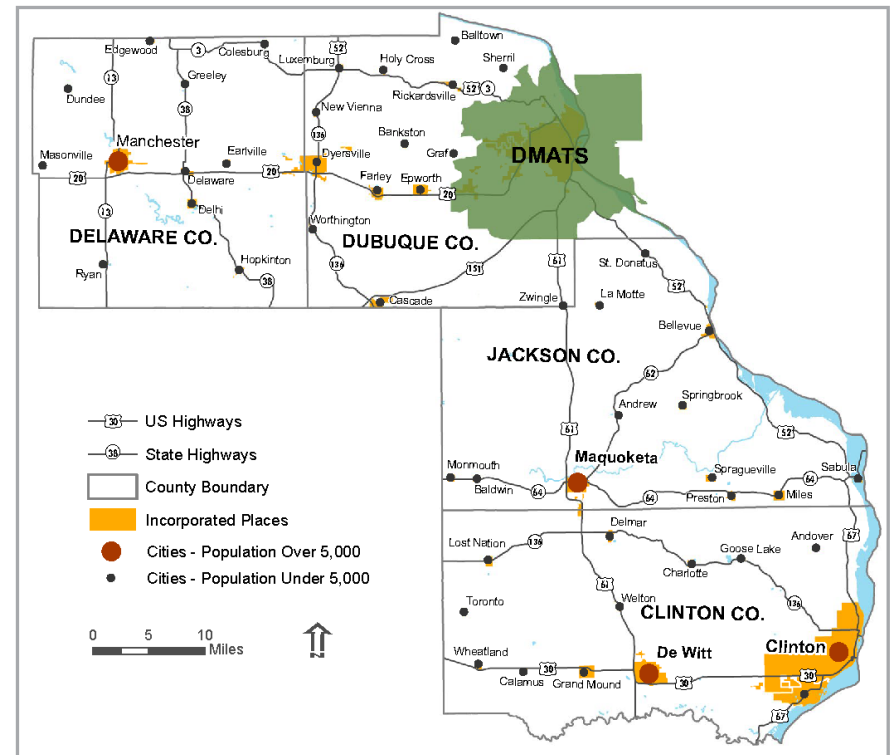 Balltown
Edgewood
3
Colesburg
52
Luxemburg
Holy Cross
Sherril
13
Greeley
Dundee
38
Rickardsville
52
3
New Vienna
136
Bankston
Manchester
DMATS
Masonville
Earlville
Dyersville
Graf
20
Delaware
20
Farley
Epworth
20
Delhi
13
Worthington
DELAWARE CO.
DUBUQUE CO.
Ryan
Hopkinton
38
136
151
61
St. Donatus
Cascade
Zwingle
La Motte
52
Bellevue
JACKSON CO.
62
Andrew
Springbrook
61
52
Maquoketa
Monmouth
Baldwin
64
64
Spragueville
Preston
Miles
64
Sabula
30
US Highways
38
State Highways
County Boundary
Incorporated Places
Cities - Population Over 5,000
Cities - Population Under 5,000
0
5
10
Miles
N
Delmar
Lost Nation
136
Charlotte
Goose Lake
Andover
67
61
Toronto
Welton
CLINTON CO.
136
Wheatland
Calamus
30
Grand Mound
De Witt
30
Clinton
30
67